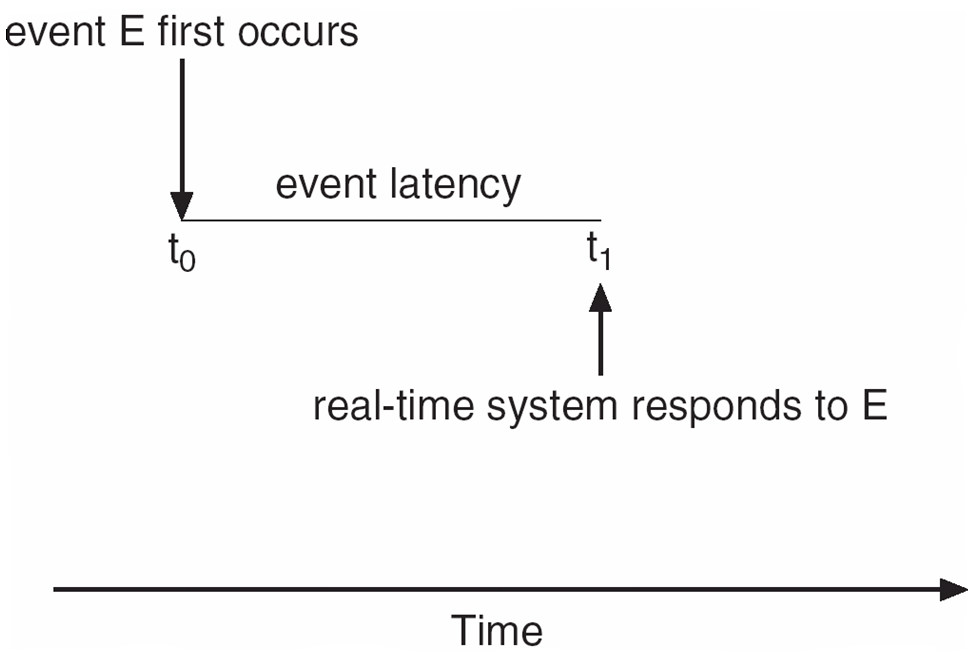 event E first occurs
event latency
t0
t1
real-time system responds to E
Time